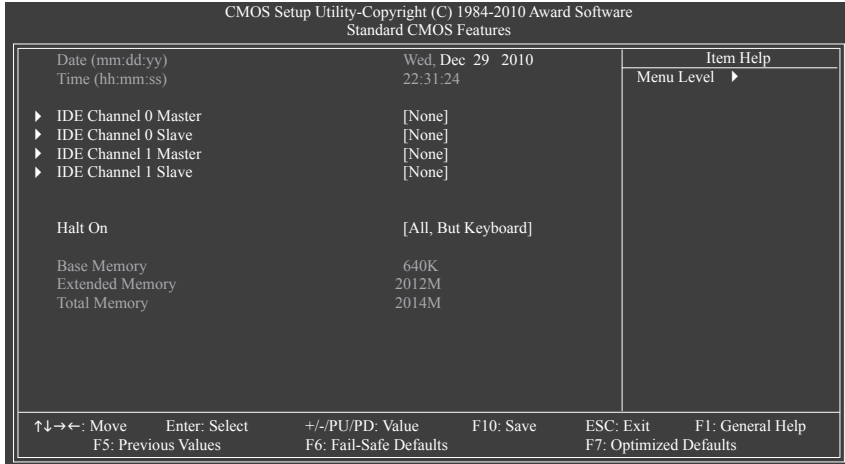 CMOS Setup Utility-Copyright (C) 1984-2010 Award Software
Standard CMOS Features
Date (mm:dd:yy) Wed, Dec 29 2010
Time (hh:mm:ss) 22:31:24
IDE Channel 0 Master [None]
IDE Channel 0 Slave [None]
IDE Channel 1 Master [None]
IDE Channel 1 Slave [None]
Halt On [All, But Keyboard]
Base Memory 640K
Extended Memory 2012M
Total Memory 2014M
Item Help
Menu Level ▶
↑↓→←: Move Enter: Select +/-/PU/PD: Value F10: Save ESC: Exit F1: General Help
F5: Previous Values F6: Fail-Safe Defaults F7: Optimized Defaults